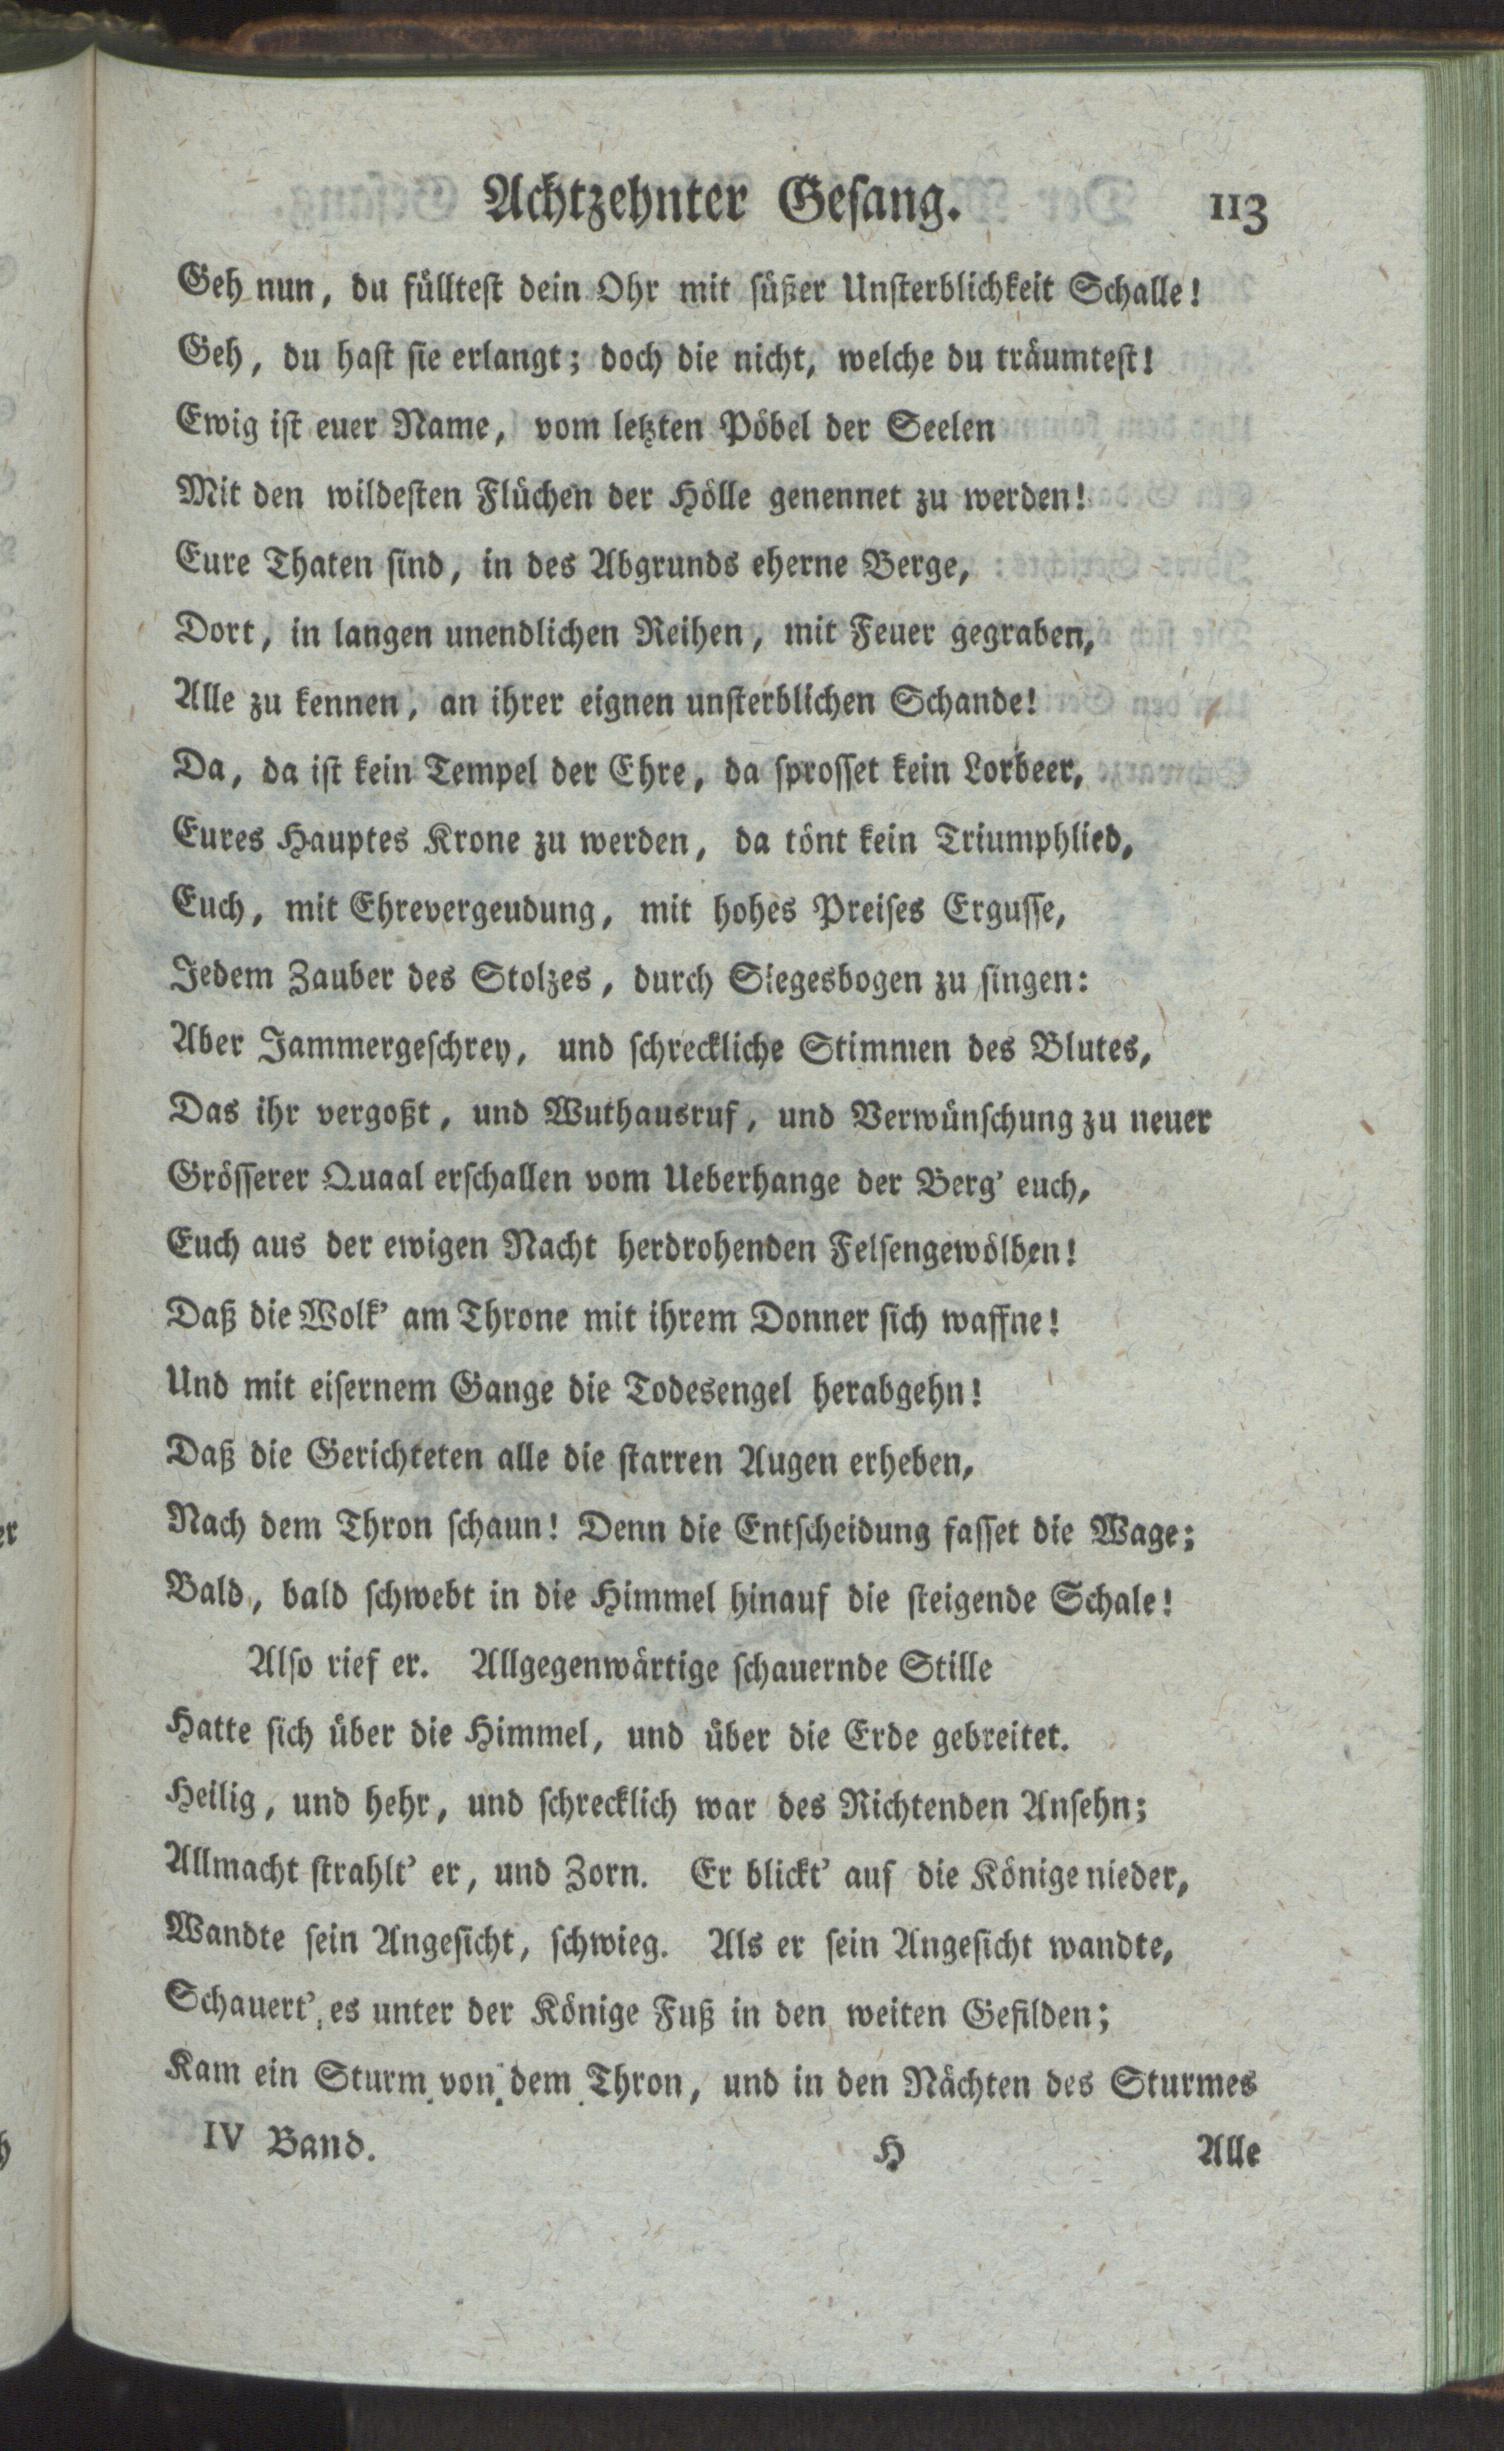 Achtzehnter Gesang. 113
Geh nun, du fülltest dein Ohr mit süßer Unsterblichkeit Schalle!
Geh, du hast sie erlangt; doch die nicht, welche du träumtest!
Ewig ist euer Name, vom letzten Pöbel der Seelen
Mit den wildesten Flüchen der Hölle genennet zu werden!
Eure Thaten sind, in des Abgrunds eherne Berge,
Dort, in langen unendlichen Reihen, mit Feuer gegraben,
Alle zu kennen, an ihrer eignen unsterblichen Schande!
Da, da ist kein Tempel der Ehre, da sprosset kein Lorbeer,
Eures Hauptes Krone zu werden, da tönt kein Triumphlied,
Euch, mit Ehrevergeudung, mit hohes Preises Ergusse,
Jedem Zauber des Stolzes, durch Siegesbogen zu singen:
Aber Jammergeschrey, und schreckliche Stimmen des Blutes,
Das ihr vergoßt, und Wuthausruf, und Verwünschung zu neuer
Grösserer Quaal erschallen vom Ueberhange der Berg' euch,
Euch aus der ewigen Nacht herdrohenden Felsengewölben!
Daß die Wolk' am Throne mit ihrem Donner sich waffne!
Und mit eisernem Gange die Todesengel herabgehn!
Daß die Gerichteten alle die starren Augen erheben,
Nach dem Thron schaun! Denn die Entscheidung fasset die Wage;
Bald, bald schwebt in die Himmel hinauf die steigende Schale!
Also rief er. Allgegenwärtige schauernde Stille
Hatte sich über die Himmel, und über die Erde gebreitet.
Heilig, und hehr, und schrecklich war des Richtenden Ansehn;
Allmacht strahlt' er, und Zorn. Er blickt' auf die Könige nieder,
Wandte sein Angesicht, schwieg. Als er sein Angesicht wandte,
Schauert' es unter der Könige Fuß in den weiten Gefilden;
Kam ein Sturm von dem Thron, und in den Nächten des Sturmes
IV Band. H Alle